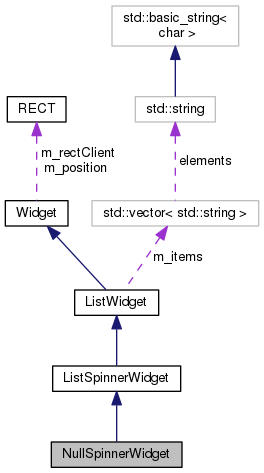 std::basic_string<
char >
RECT
std::string
m_rectClient
m_position
elements
Widget
std::vector< std::string >
m_items
ListWidget
ListSpinnerWidget
NullSpinnerWidget